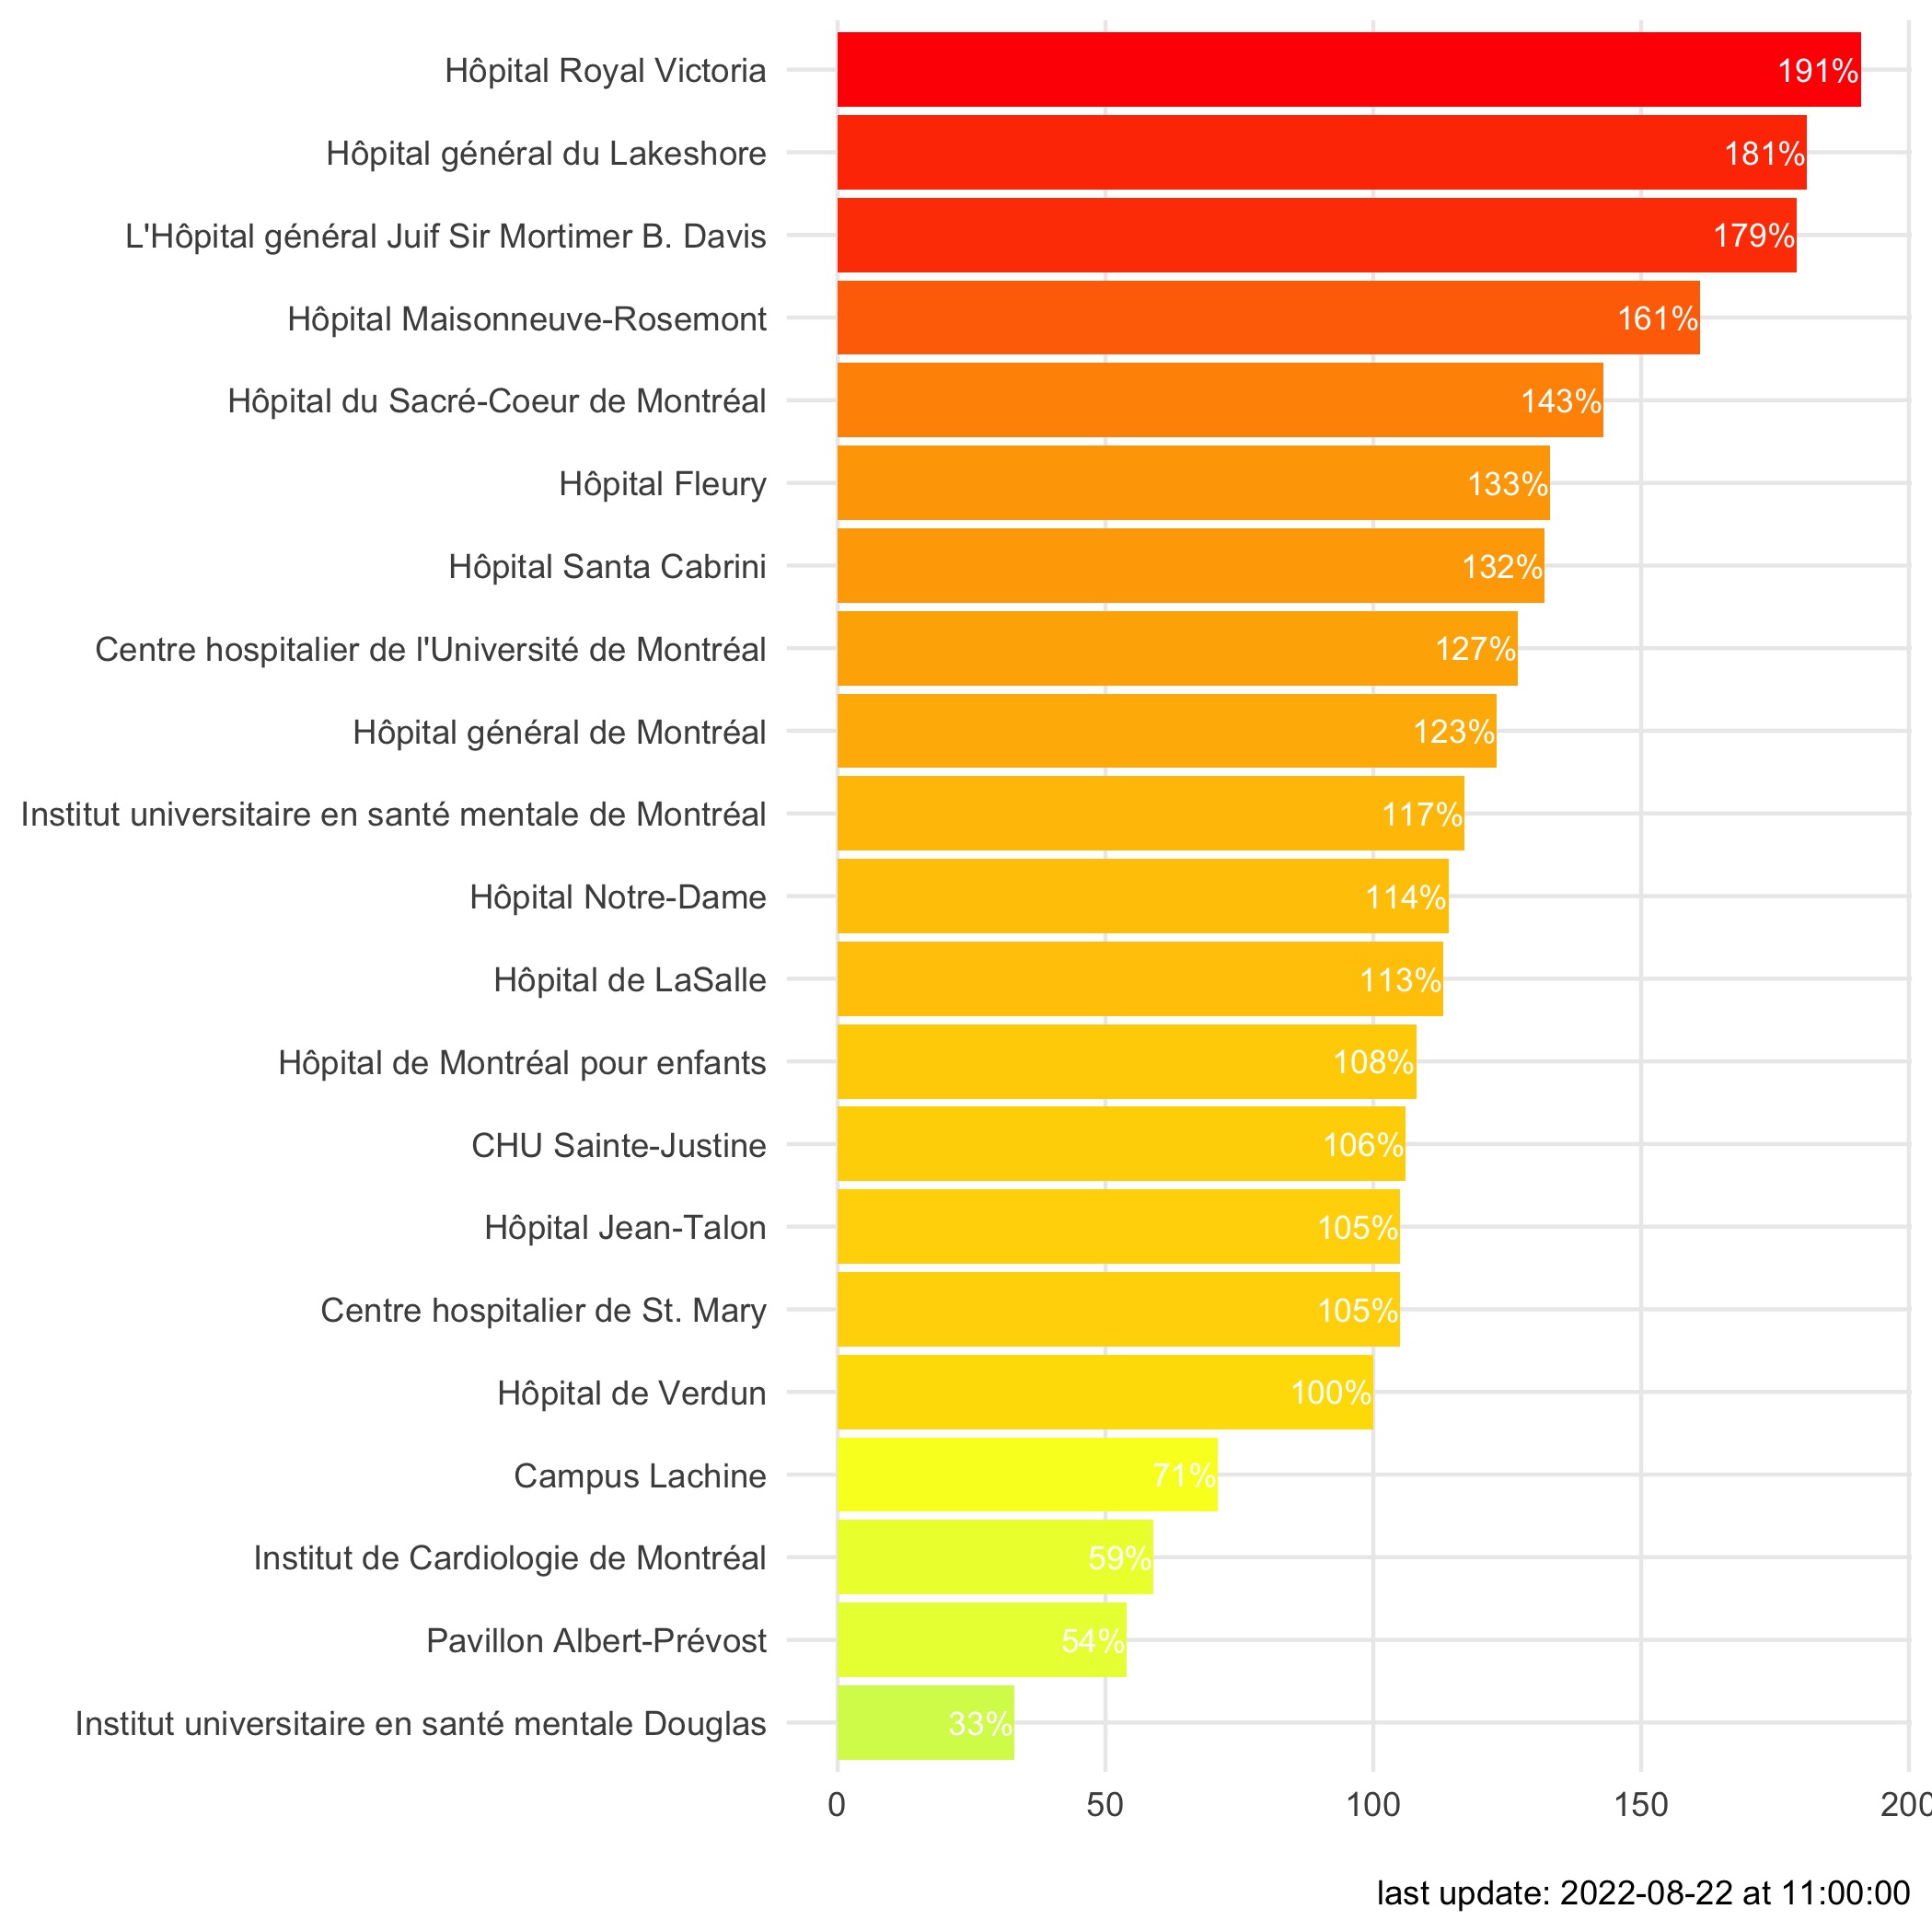 Hôpital Royal Victoria 191%
Hôpital général du Lakeshore 181%
L'Hôpital général Juif Sir Mortimer B. Davis 179%
Hôpital Maisonneuve-Rosemont 161%
Hôpital du Sacré-Coeur de Montréal 143%
Hôpital Fleury 133%
Hôpital Santa Cabrini 132%
Centre hospitalier de l'Université de Montréal 127%
Hôpital général de Montréal 123%
Institut universitaire en santé mentale de Montréal 117%
Hôpital Notre-Dame 114%
Hôpital de LaSalle 113%
Hôpital de Montréal pour enfants 108%
CHU Sainte-Justine 106%
Hôpital Jean-Talon 105%
Centre hospitalier de St. Mary 105%
Hôpital de Verdun 100%
Campus Lachine 71%
Institut de Cardiologie de Montréal 59%
Pavillon Albert-Prévost 54%
Institut universitaire en santé mentale Douglas 33%
0 50 100 150 200
last update: 2022-08-22 at 11:00:00